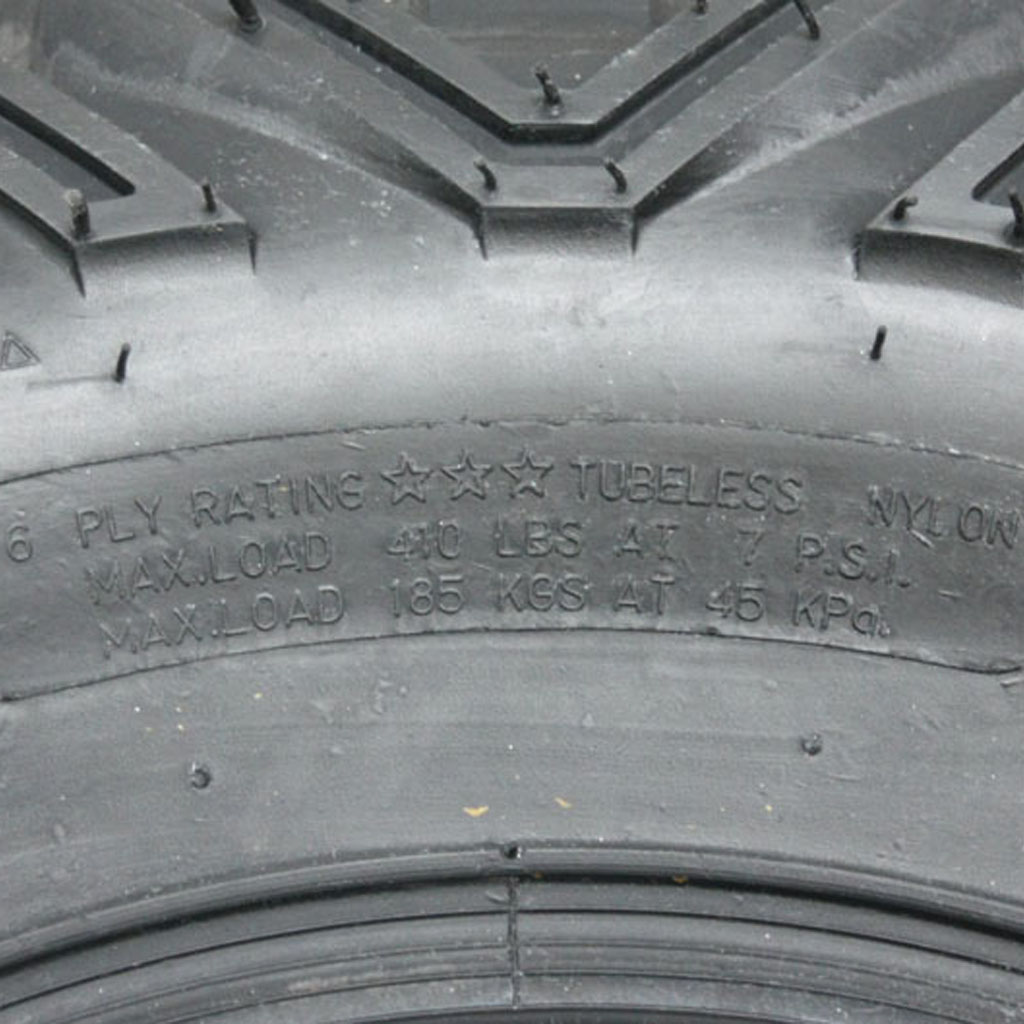 6 PLY RATING ☆☆☆ TUBELESS NYLON
MAX.LOAD 410 LBS AT 7 P.S.I.
MAX.LOAD 185 KGS AT 45 KPa.